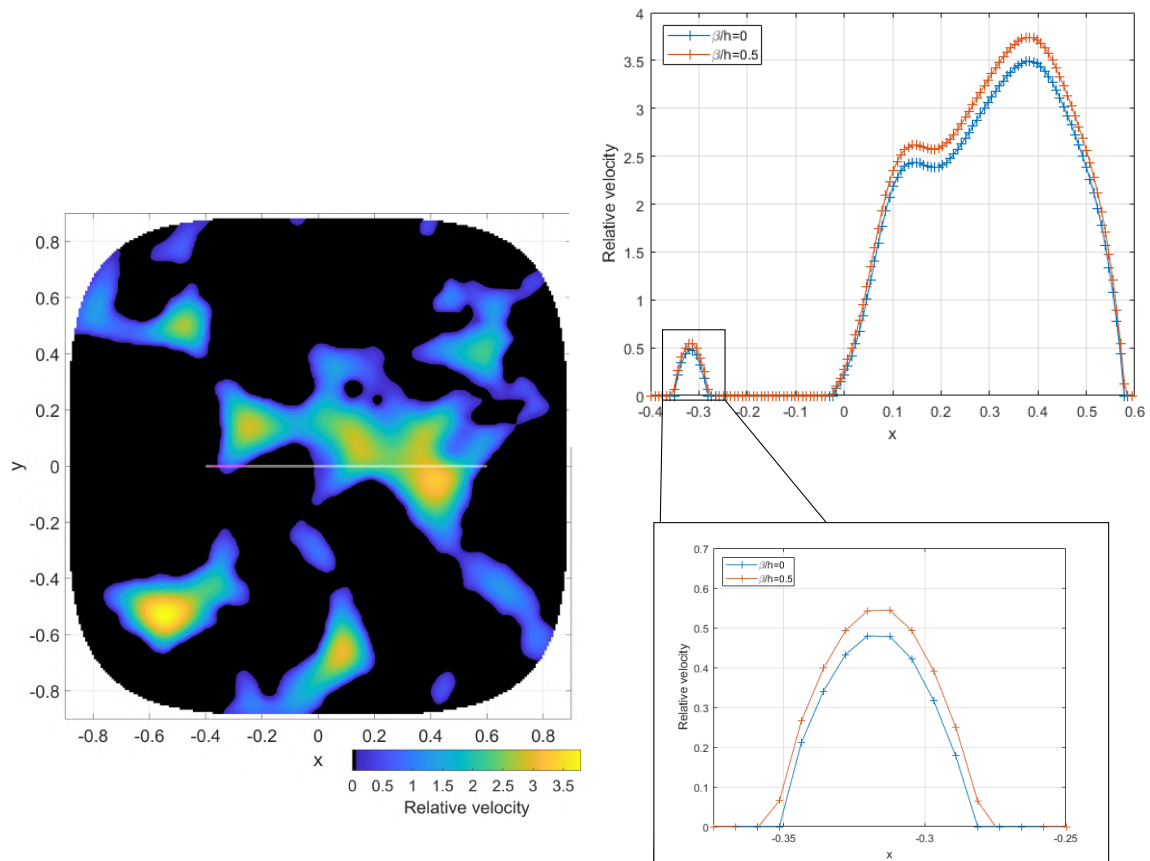 0.8
0.6
0.4
0.2
0
-0.2
-0.4
-0.6
-0.8
y
-0.8 -0.6 -0.4 -0.2 0 0.2 0.4 0.6 0.8
x
0 0.5 1 1.5 2 2.5 3 3.5
Relative velocity
4
3.5
3
2.5
2
1.5
1
0.5
0
Relative velocity
β/h=0
β/h=0.5
-0.4 -0.3 -0.2 -0.1 0 0.1 0.2 0.3 0.4 0.5 0.6
x
0.7
0.6
0.5
0.4
0.3
0.2
0.1
0
Relative velocity
β/h=0
β/h=0.5
-0.35 -0.3 -0.25
x